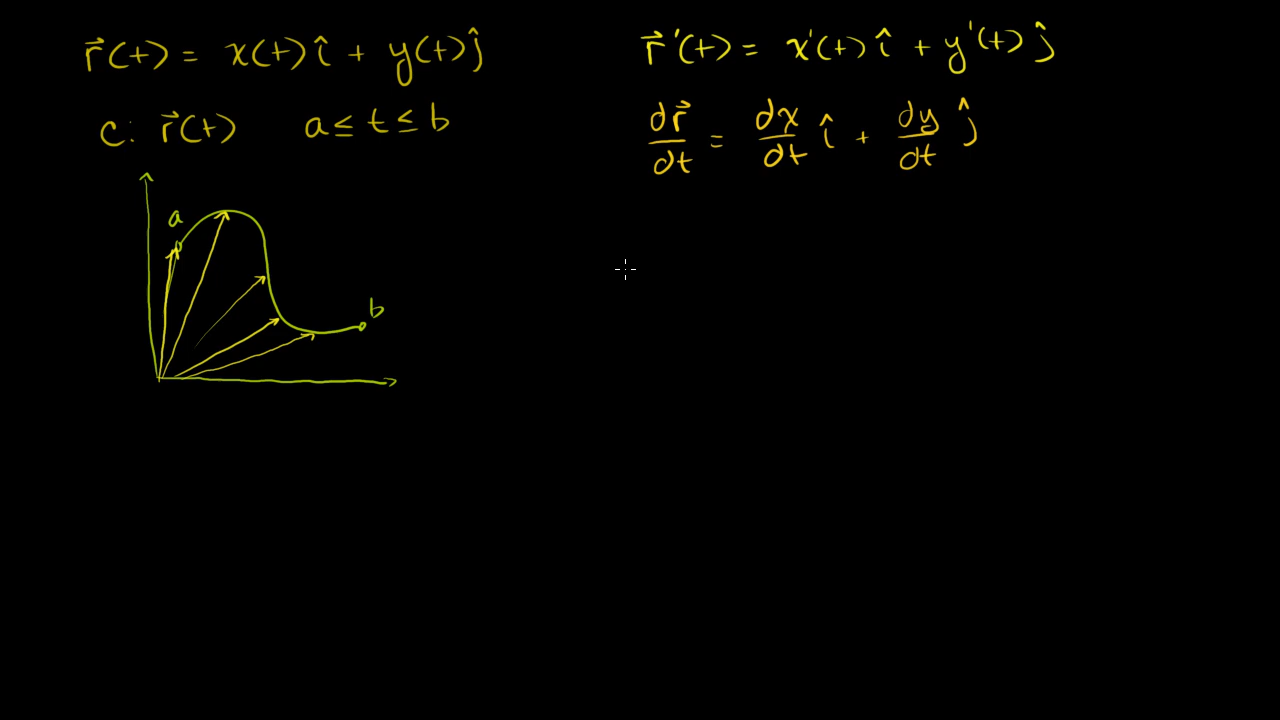 r⃗(t) = x(t)î + y(t)ĵ
C: r⃗(t) a ≤ t ≤ b
a
b
r⃗'(t) = x'(t)î + y'(t)ĵ
dr⃗/dt = dx/dt î + dy/dt ĵ